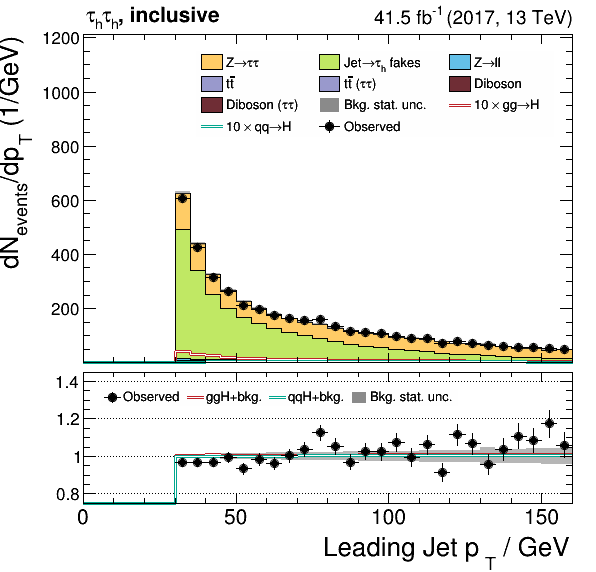 τhτh, inclusive 41.5 fb-1 (2017, 13 TeV)
dNevents/dpT (1/GeV)
1200
1000
800
600
400
200
Z→ττ Jet→τh fakes Z→ll
tt̄ tt̄ (ττ) Diboson
Diboson (ττ) Bkg. stat. unc. 10 × gg→H
10 × qq→H Observed
1.4
1.2
1
0.8
Observed ggH+bkg. qqH+bkg. Bkg. stat. unc.
0 50 100 150
Leading Jet pT / GeV